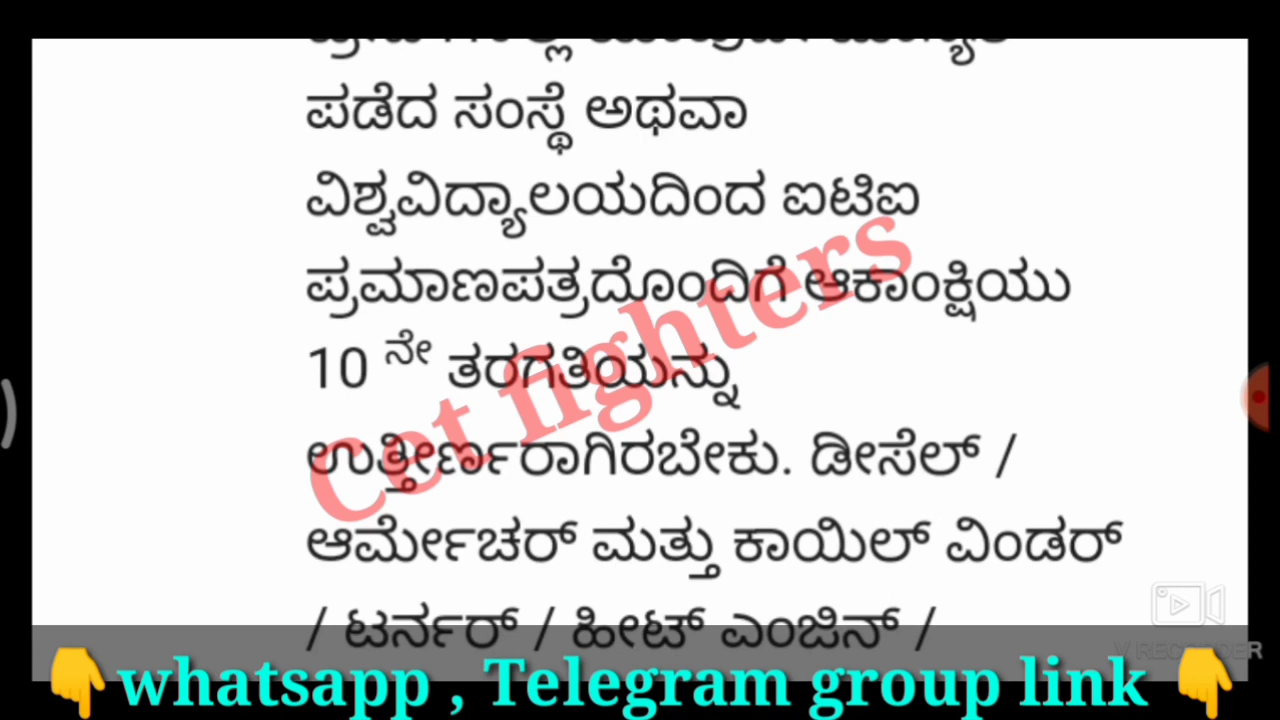 ಪಡೆದ ಸಂಸ್ಥೆ ಅಥವಾ
ವಿಶ್ವವಿದ್ಯಾಲಯದಿಂದ ಐಟಿಐ
ಪ್ರಮಾಣಪತ್ರದೊಂದಿಗೆ ಆಕಾಂಕ್ಷಿಯು
10 ನೇ ತರಗತಿಯನ್ನು
ಉತ್ತೀರ್ಣರಾಗಿರಬೇಕು. ಡೀಸೆಲ್ /
ಆರ್ಮೇಚರ್ ಮತ್ತು ಕಾಯಿಲ್ ವಿಂಡರ್
/ ಟರ್ನರ್ / ಹೀಟ್ ಎಂಜಿನ್ /
Cet fighters
V RECORDER
👇whatsapp , Telegram group link 👇